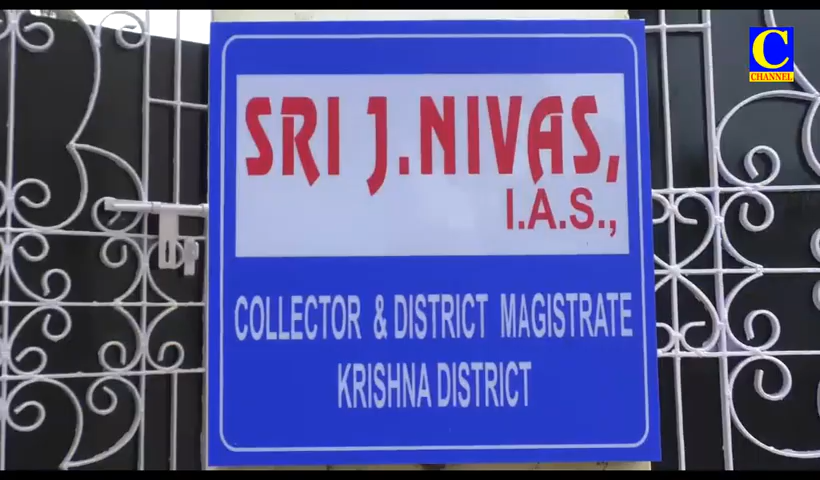 C
CHANNEL
SRI J.NIVAS,
I.A.S.,
COLLECTOR & DISTRICT MAGISTRATE
KRISHNA DISTRICT